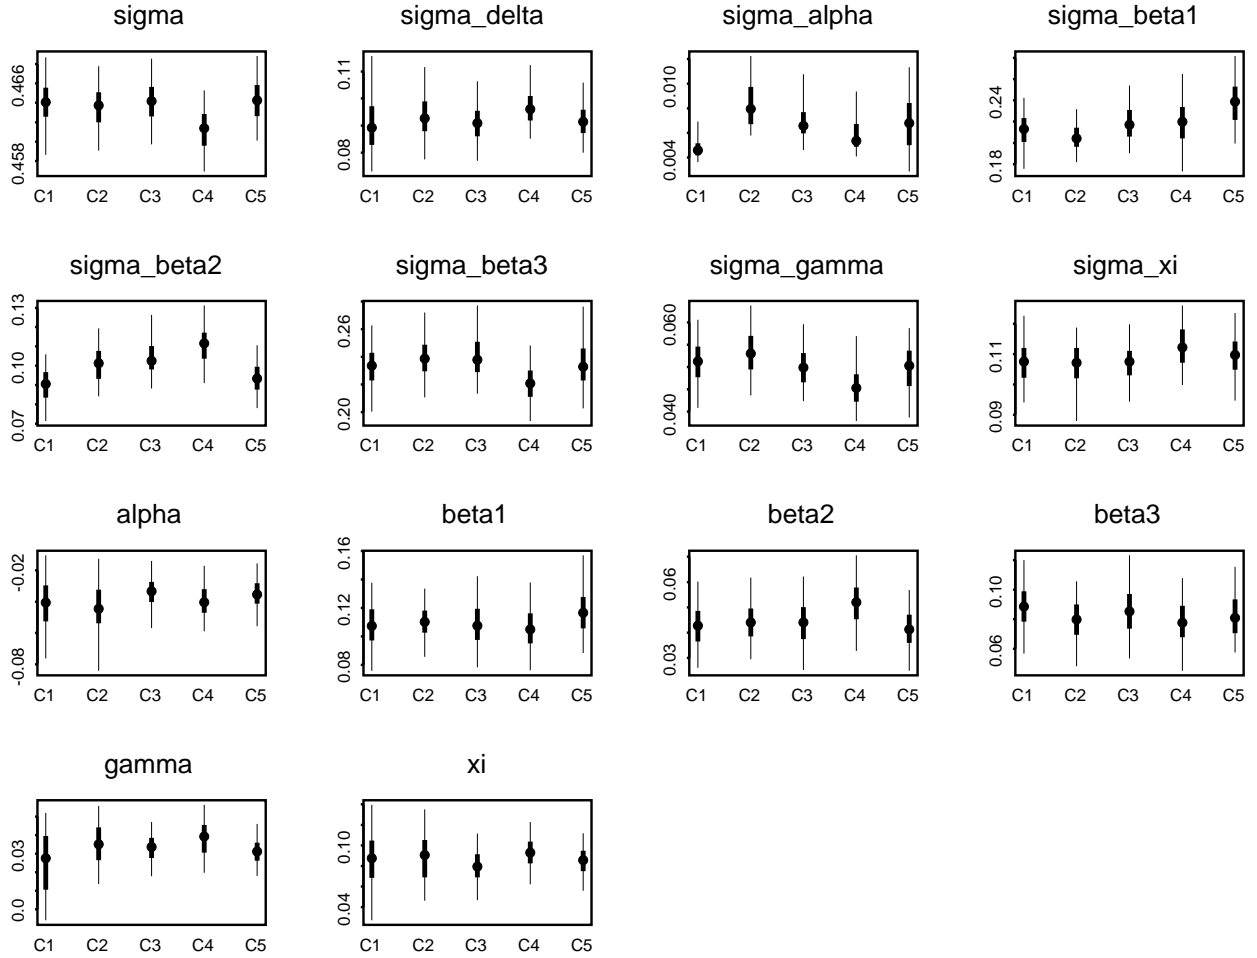 sigma sigma_delta sigma_alpha sigma_beta1
0.466 0.11 0.010 0.24
0.458 0.08 0.004 0.18
C1 C2 C3 C4 C5 C1 C2 C3 C4 C5 C1 C2 C3 C4 C5 C1 C2 C3 C4 C5
sigma_beta2 sigma_beta3 sigma_gamma sigma_xi
0.13 0.26 0.060 0.11
0.10 0.20 0.040 0.09
0.07
C1 C2 C3 C4 C5 C1 C2 C3 C4 C5 C1 C2 C3 C4 C5 C1 C2 C3 C4 C5
alpha beta1 beta2 beta3
-0.02 0.16 0.06 0.10
-0.08 0.12 0.03 0.06
0.08
C1 C2 C3 C4 C5 C1 C2 C3 C4 C5 C1 C2 C3 C4 C5 C1 C2 C3 C4 C5
gamma xi
0.03 0.10
0.0 0.04
C1 C2 C3 C4 C5 C1 C2 C3 C4 C5